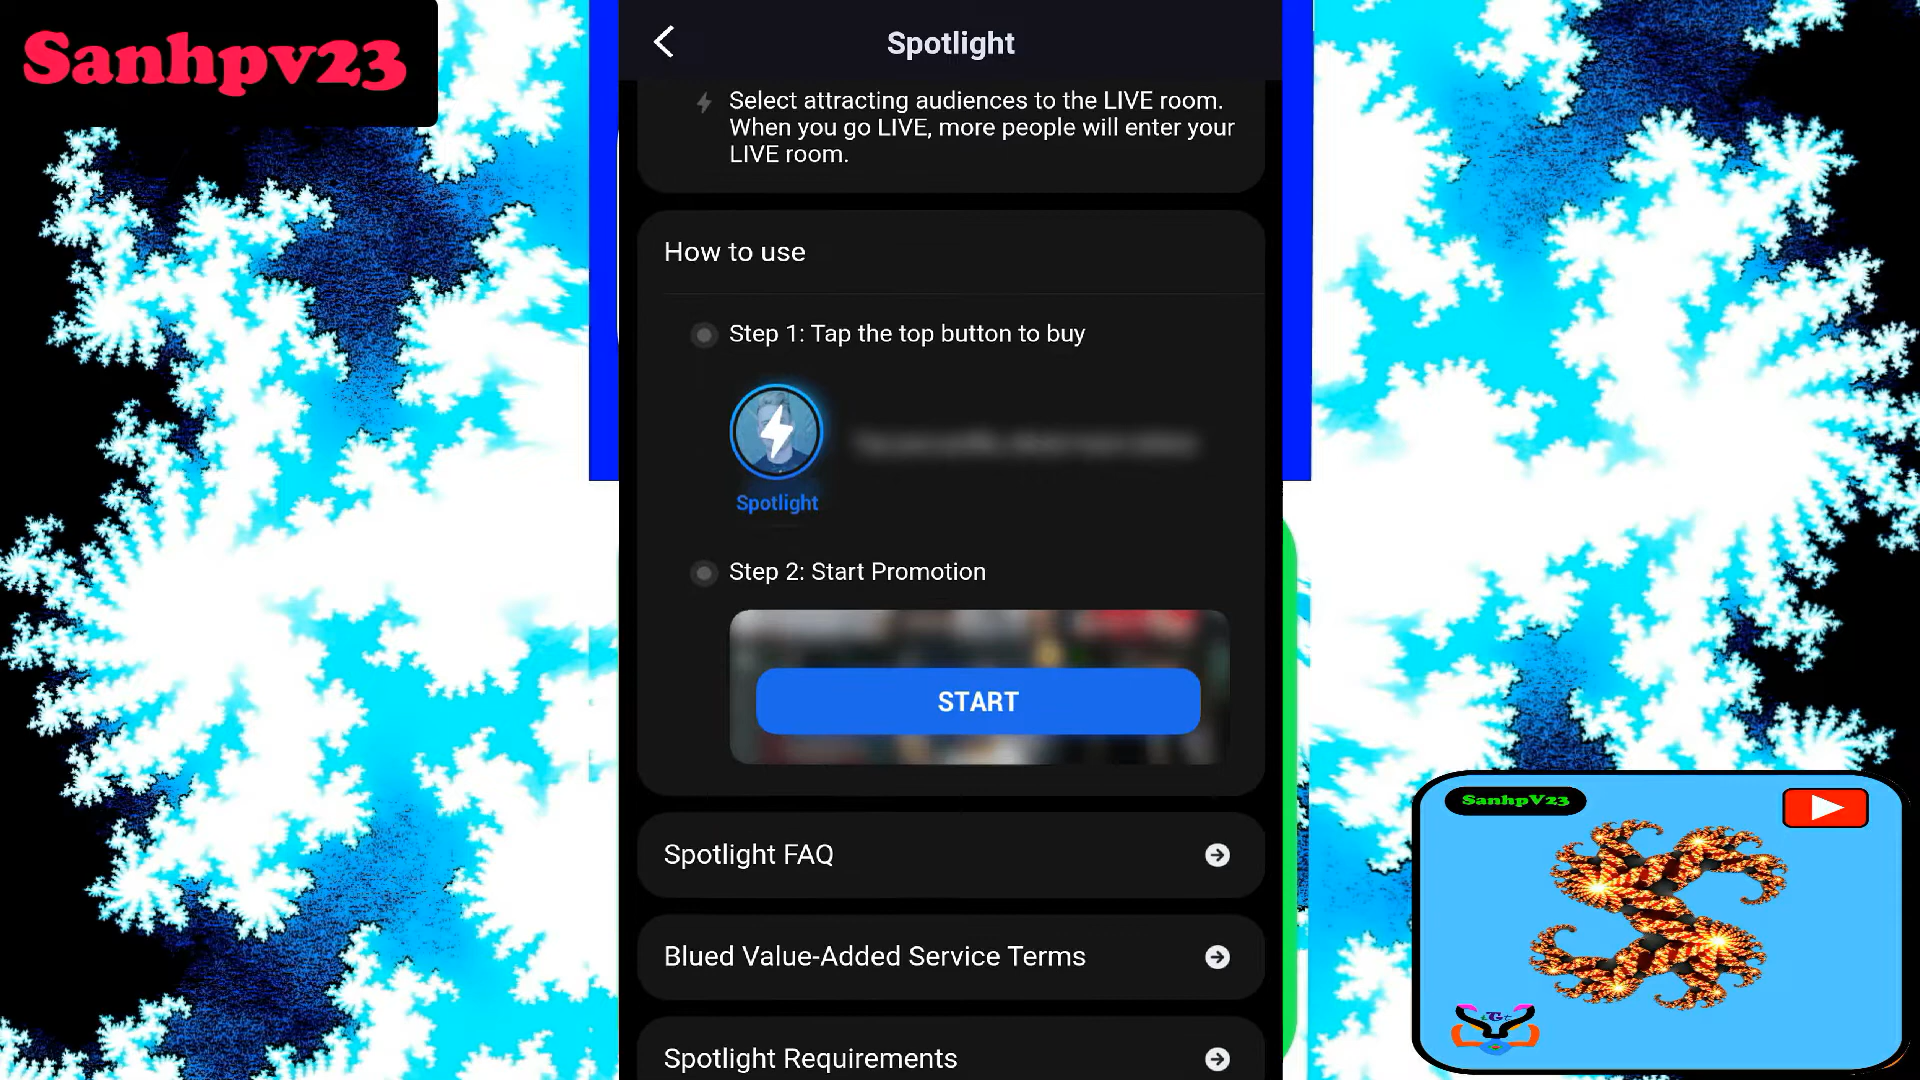 Sanhpv23
Spotlight
Select attracting audiences to the LIVE room.
When you go LIVE, more people will enter your
LIVE room.
How to use
Step 1: Tap the top button to buy
Spotlight
Step 2: Start Promotion
START
Spotlight FAQ
Blued Value-Added Service Terms
Spotlight Requirements
SanhpV23